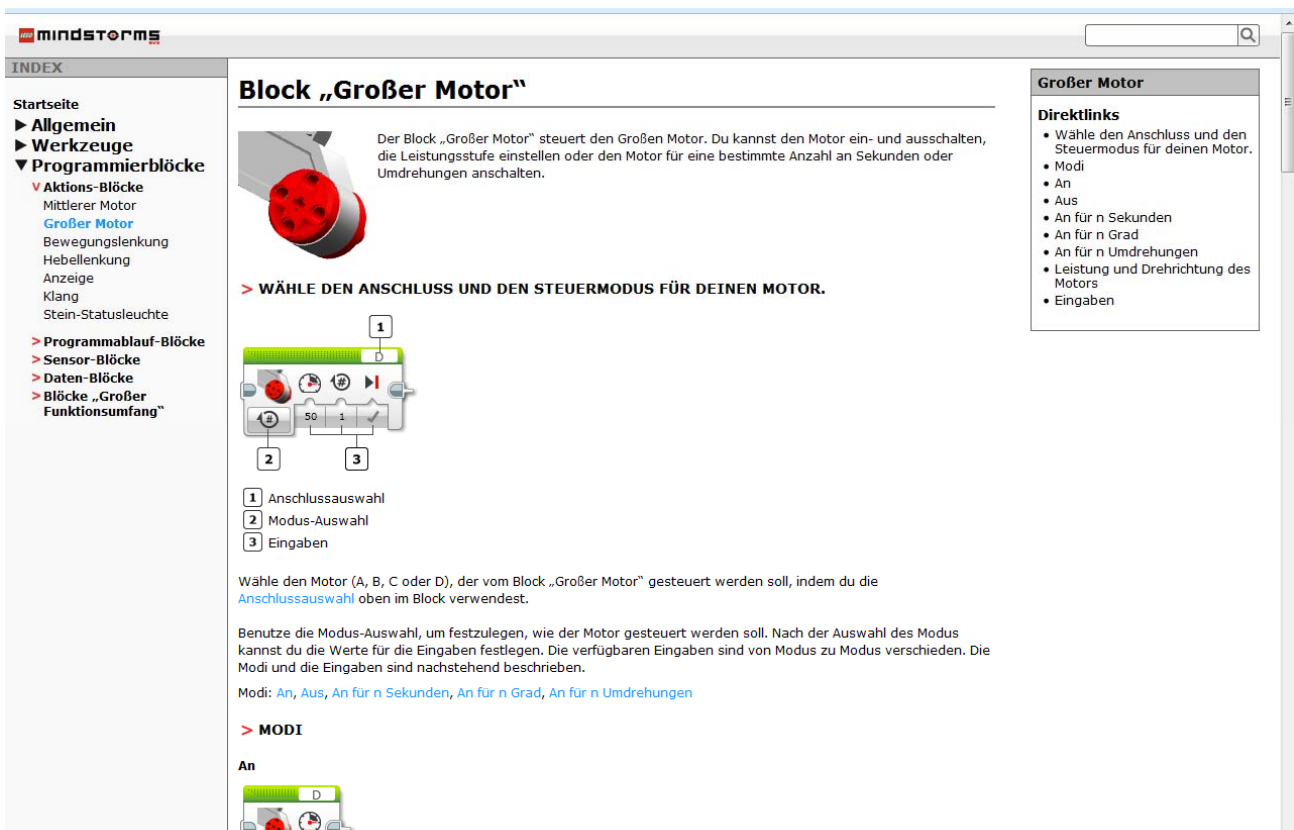 LEGO mindstorms
INDEX
Startseite
▶ Allgemein
▶ Werkzeuge
▼ Programmierblöcke
v Aktions-Blöcke
Mittlerer Motor
Großer Motor
Bewegungslenkung
Hebellenkung
Anzeige
Klang
Stein-Statusleuchte
> Programmablauf-Blöcke
> Sensor-Blöcke
> Daten-Blöcke
> Blöcke „Großer
Funktionsumfang“
Block „Großer Motor“
Der Block „Großer Motor“ steuert den Großen Motor. Du kannst den Motor ein- und ausschalten,
die Leistungsstufe einstellen oder den Motor für eine bestimmte Anzahl an Sekunden oder
Umdrehungen anschalten.
> WÄHLE DEN ANSCHLUSS UND DEN STEUERMODUS FÜR DEINEN MOTOR.
1
D
#
# 50 1
2 3
1 Anschlussauswahl
2 Modus-Auswahl
3 Eingaben
Wähle den Motor (A, B, C oder D), der vom Block „Großer Motor“ gesteuert werden soll, indem du die
Anschlussauswahl oben im Block verwendest.
Benutze die Modus-Auswahl, um festzulegen, wie der Motor gesteuert werden soll. Nach der Auswahl des Modus
kannst du die Werte für die Eingaben festlegen. Die verfügbaren Eingaben sind von Modus zu Modus verschieden. Die
Modi und die Eingaben sind nachstehend beschrieben.
Modi: An, Aus, An für n Sekunden, An für n Grad, An für n Umdrehungen
> MODI
An
D
Großer Motor
Direktlinks
• Wähle den Anschluss und den
Steuermodus für deinen Motor.
• Modi
• An
• Aus
• An für n Sekunden
• An für n Grad
• An für n Umdrehungen
• Leistung und Drehrichtung des
Motors
• Eingaben